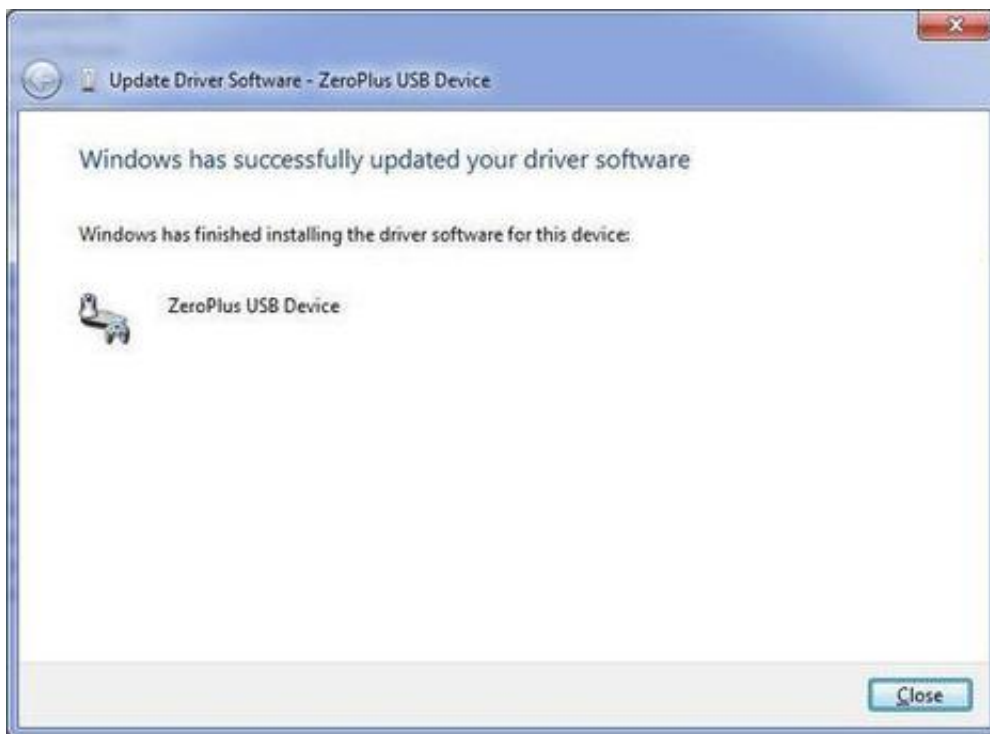 Update Driver Software - ZeroPlus USB Device
Windows has successfully updated your driver software
Windows has finished installing the driver software for this device:
ZeroPlus USB Device
Close